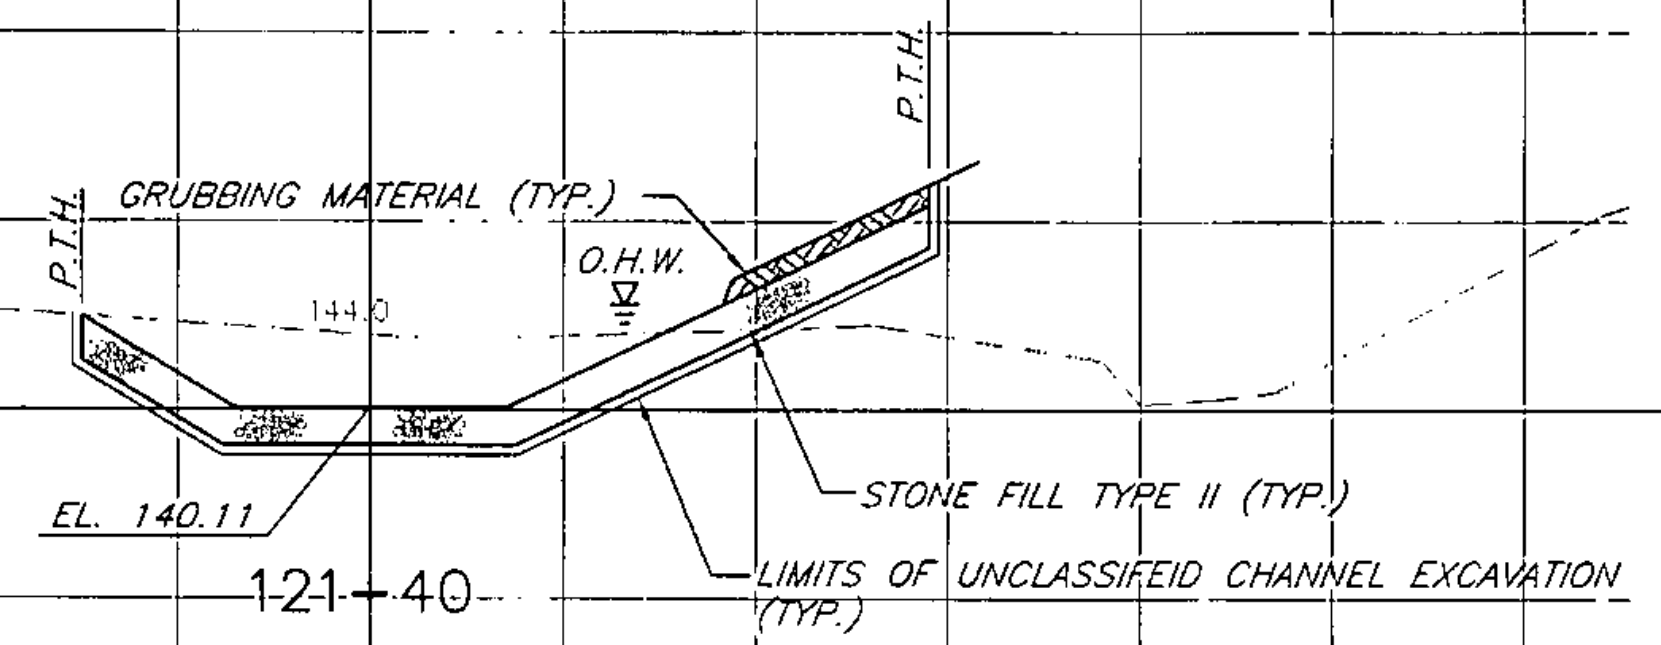 P.T.H.
P.T.H.
GRUBBING MATERIAL (TYP.)
O.H.W.
144.0
EL. 140.11
STONE FILL TYPE II (TYP.)
121+40
LIMITS OF UNCLASSIFEID CHANNEL EXCAVATION
(TYP.)